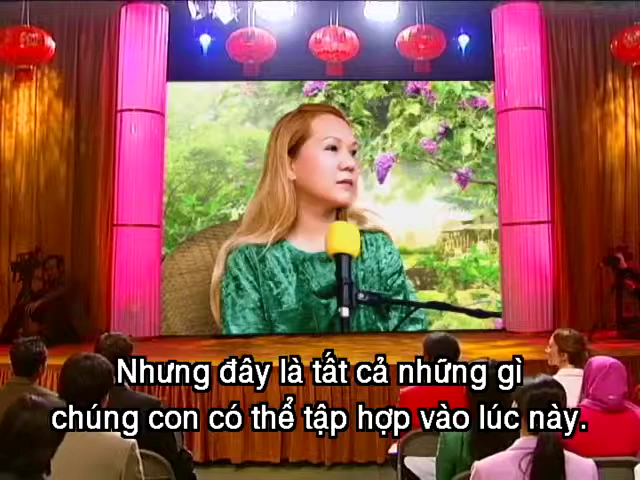 Nhưng đây là tất cả những gì
chúng con có thể tập hợp vào lúc này.